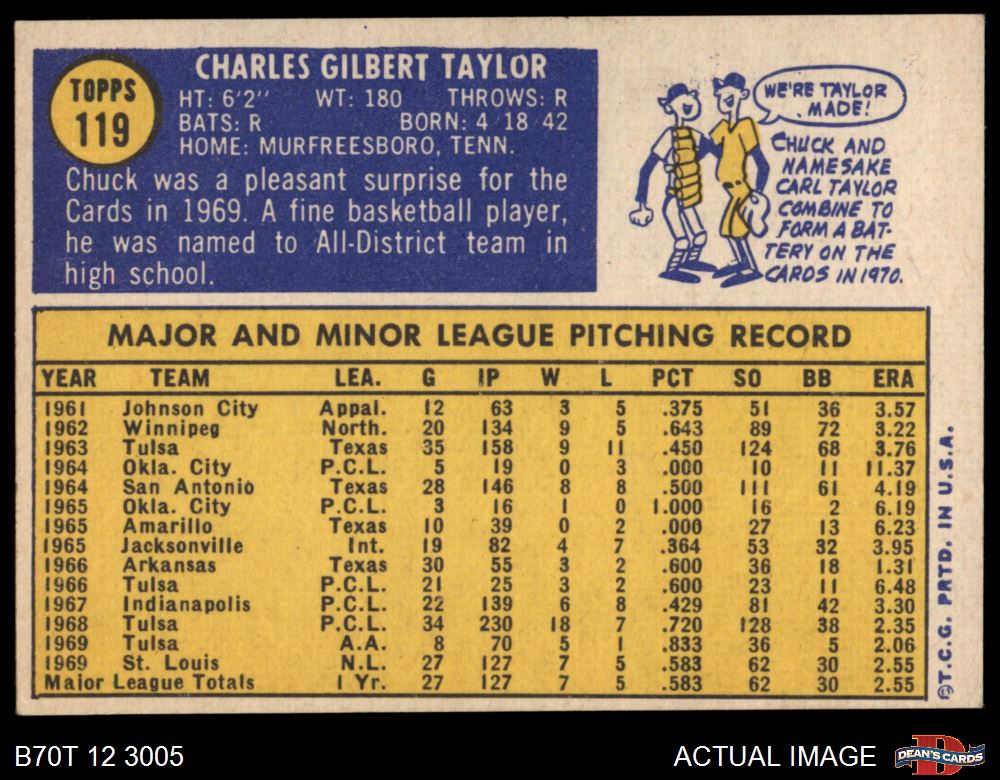 TOPPS
119
CHARLES GILBERT TAYLOR
HT: 6'2" WT: 180 THROWS: R
BATS: R BORN: 4 18 42
HOME: MURFREESBORO, TENN.
Chuck was a pleasant surprise for the
Cards in 1969. A fine basketball player,
he was named to All-District team in
high school.
WE'RE TAYLOR
MADE!
CHUCK AND
NAMESAKE
CARL TAYLOR
COMBINE TO
FORM A BAT-
TERY ON THE
CARDS IN 1970.
MAJOR AND MINOR LEAGUE PITCHING RECORD
YEAR TEAM LEA. G IP W L PCT SO BB ERA
1961 Johnson City Appal. 12 63 3 5 .375 51 36 3.57
1962 Winnipeg North. 20 134 9 5 .643 89 72 3.22
1963 Tulsa Texas 35 158 9 11 .450 124 68 3.76
1964 Okla. City P.C.L. 5 19 0 3 .000 10 11 11.37
1964 San Antonio Texas 28 146 8 8 .500 111 61 4.19
1965 Okla. City P.C.L. 3 16 1 0 1.000 16 2 6.19
1965 Amarillo Texas 10 39 0 2 .000 27 13 6.23
1965 Jacksonville Int. 19 82 4 7 .364 53 32 3.95
1966 Arkansas Texas 30 55 3 2 .600 36 18 1.31
1966 Tulsa P.C.L. 21 25 3 2 .600 23 11 6.48
1967 Indianapolis P.C.L. 22 139 6 8 .429 81 42 3.30
1968 Tulsa P.C.L. 34 230 18 7 .720 128 38 2.35
1969 Tulsa A.A. 8 70 5 1 .833 36 5 2.06
1969 St. Louis N.L. 27 127 7 5 .583 62 30 2.55
Major League Totals 1 Yr. 27 127 7 5 .583 62 30 2.55
©T.C.G. PRTD. IN U.S.A.
B70T 12 3005
ACTUAL IMAGE
D
DEAN'S CARDS